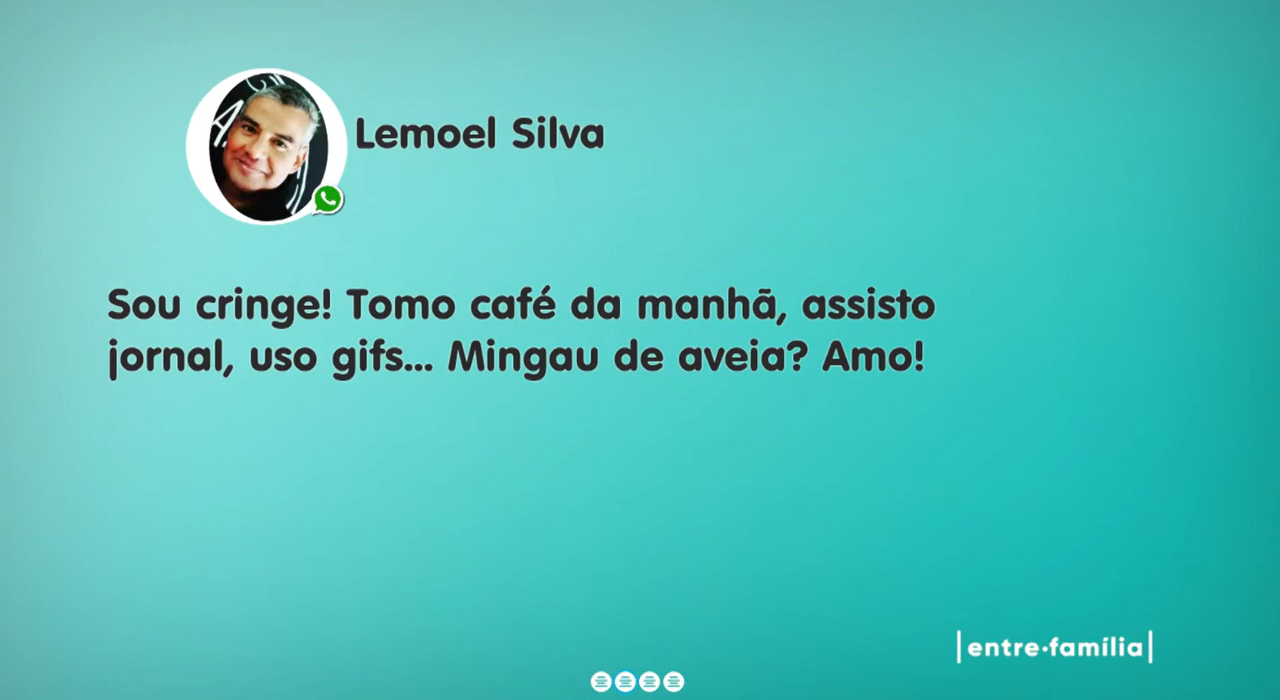 Lemoel Silva
Sou cringe! Tomo café da manhã, assisto
jornal, uso gifs... Mingau de aveia? Amo!
|entre·família|